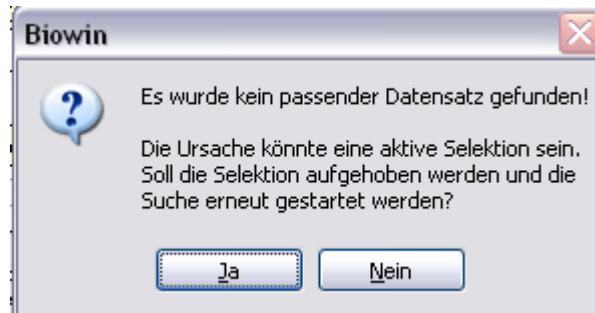 Biowin
Es wurde kein passender Datensatz gefunden!
Die Ursache könnte eine aktive Selektion sein.
Soll die Selektion aufgehoben werden und die
Suche erneut gestartet werden?
Ja
Nein